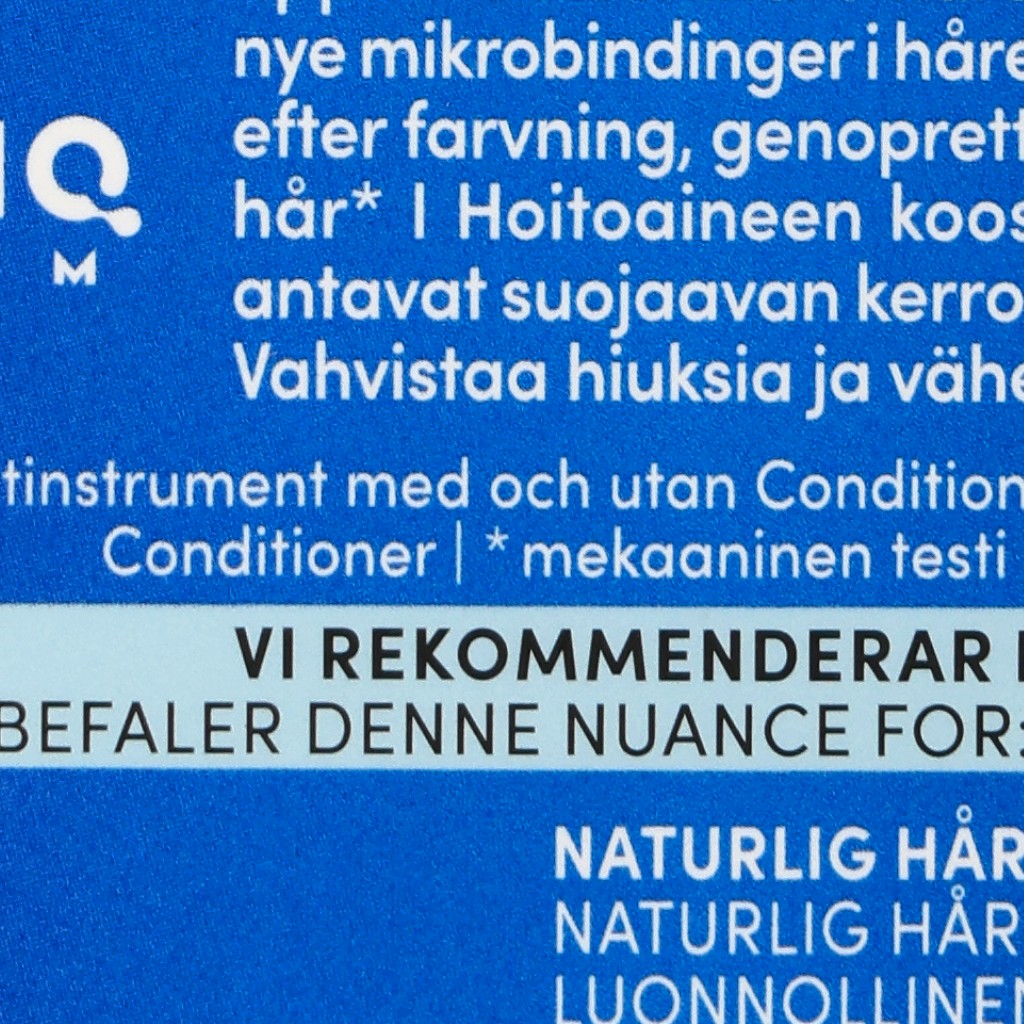 nye mikrobindinger i håre
efter farvning, genoprett
hår* | Hoitoaineen koos
antavat suojaavan kerro
Vahvistaa hiuksia ja vähe
Q
M
tinstrument med och utan Condition
Conditioner | * mekaaninen testi
VI REKOMMENDERAR
BEFALER DENNE NUANCE FOR:
NATURLIG HÅR
NATURLIG HÅR
LUONNOLLINEN